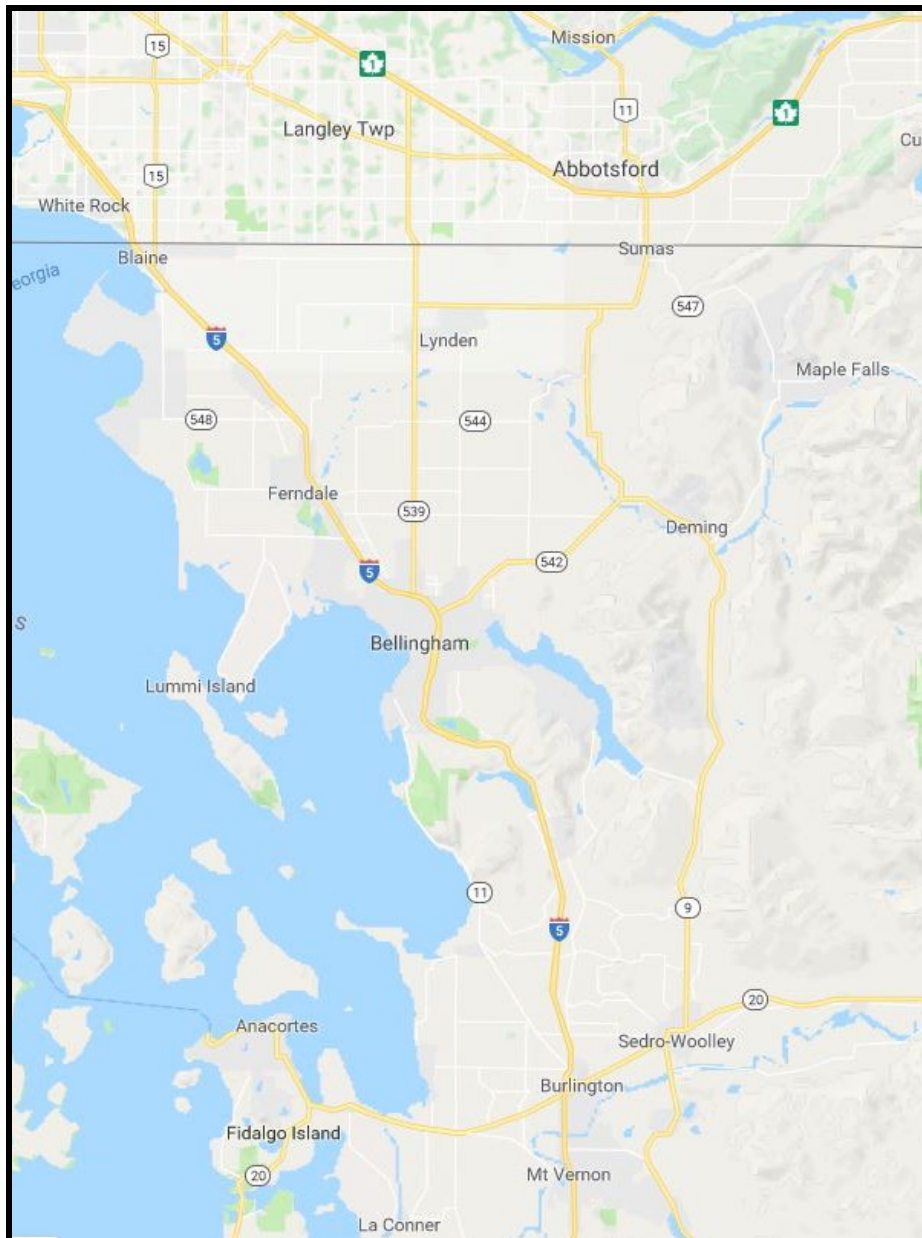 Mission
15
1
11
1
Langley Twp
Abbotsford
Cu
15
White Rock
Sumas
Blaine
eorgia
547
5
Lynden
Maple Falls
548
544
Ferndale
539
Deming
542
5
S
Bellingham
Lummi Island
11
9
5
20
Anacortes
Sedro-Woolley
Burlington
Fidalgo Island
20
Mt Vernon
La Conner